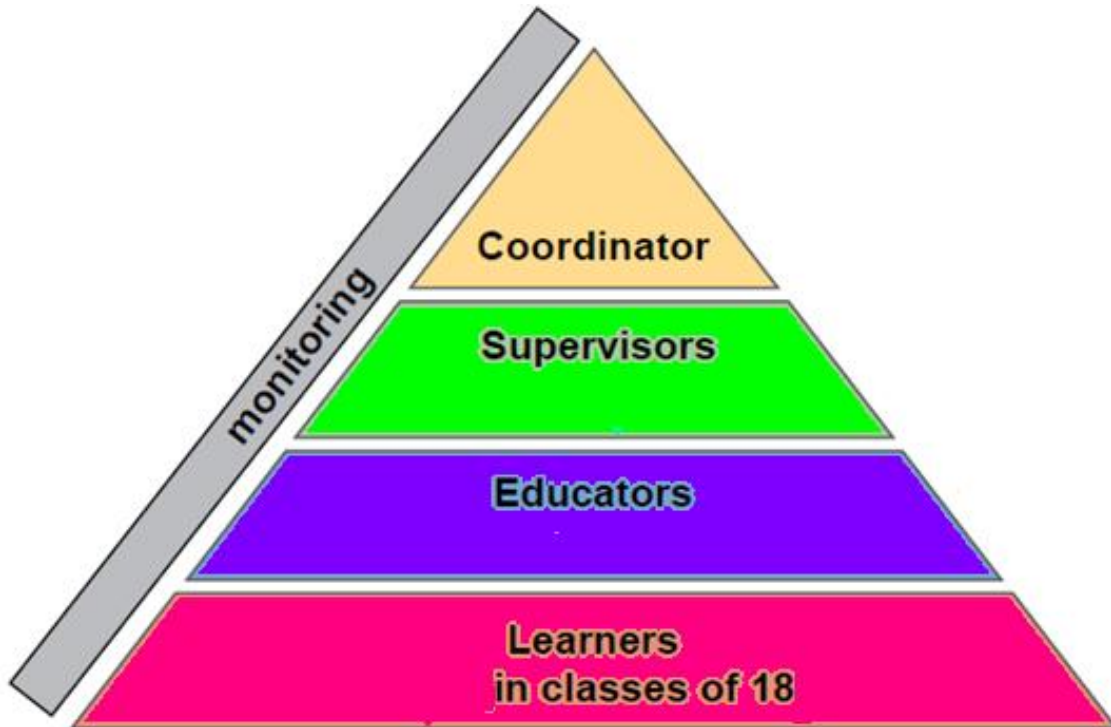 monitoring
Coordinator
Supervisors
Educators
Learners
in classes of 18